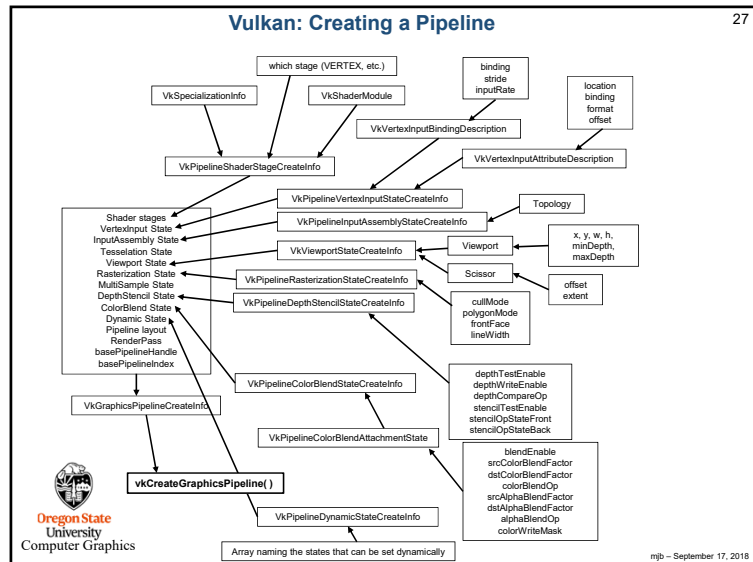 Vulkan: Creating a Pipeline
27
which stage (VERTEX, etc.)
VkSpecializationInfo
VkShaderModule
binding
stride
inputRate
location
binding
format
offset
VkVertexInputBindingDescription
VkVertexInputAttributeDescription
VkPipelineShaderStageCreateInfo
VkPipelineVertexInputStateCreateInfo
Topology
VkPipelineInputAssemblyStateCreateInfo
Shader stages
VertexInput State
InputAssembly State
Tesselation State
Viewport State
Rasterization State
MultiSample State
DepthStencil State
ColorBlend State
Dynamic State
Pipeline layout
RenderPass
basePipelineHandle
basePipelineIndex
VkViewportStateCreateInfo
Viewport
x, y, w, h,
minDepth,
maxDepth
Scissor
offset
extent
VkPipelineRasterizationStateCreateInfo
cullMode
polygonMode
frontFace
lineWidth
VkPipelineDepthStencilStateCreateInfo
depthTestEnable
depthWriteEnable
depthCompareOp
stencilTestEnable
stencilOpStateFront
stencilOpStateBack
VkPipelineColorBlendStateCreateInfo
VkGraphicsPipelineCreateInfo
VkPipelineColorBlendAttachmentState
blendEnable
srcColorBlendFactor
dstColorBlendFactor
colorBlendOp
srcAlphaBlendFactor
dstAlphaBlendFactor
alphaBlendOp
colorWriteMask
vkCreateGraphicsPipeline( )
VkPipelineDynamicStateCreateInfo
Array naming the states that can be set dynamically
Oregon State
University
Computer Graphics
mjb – September 17, 2018